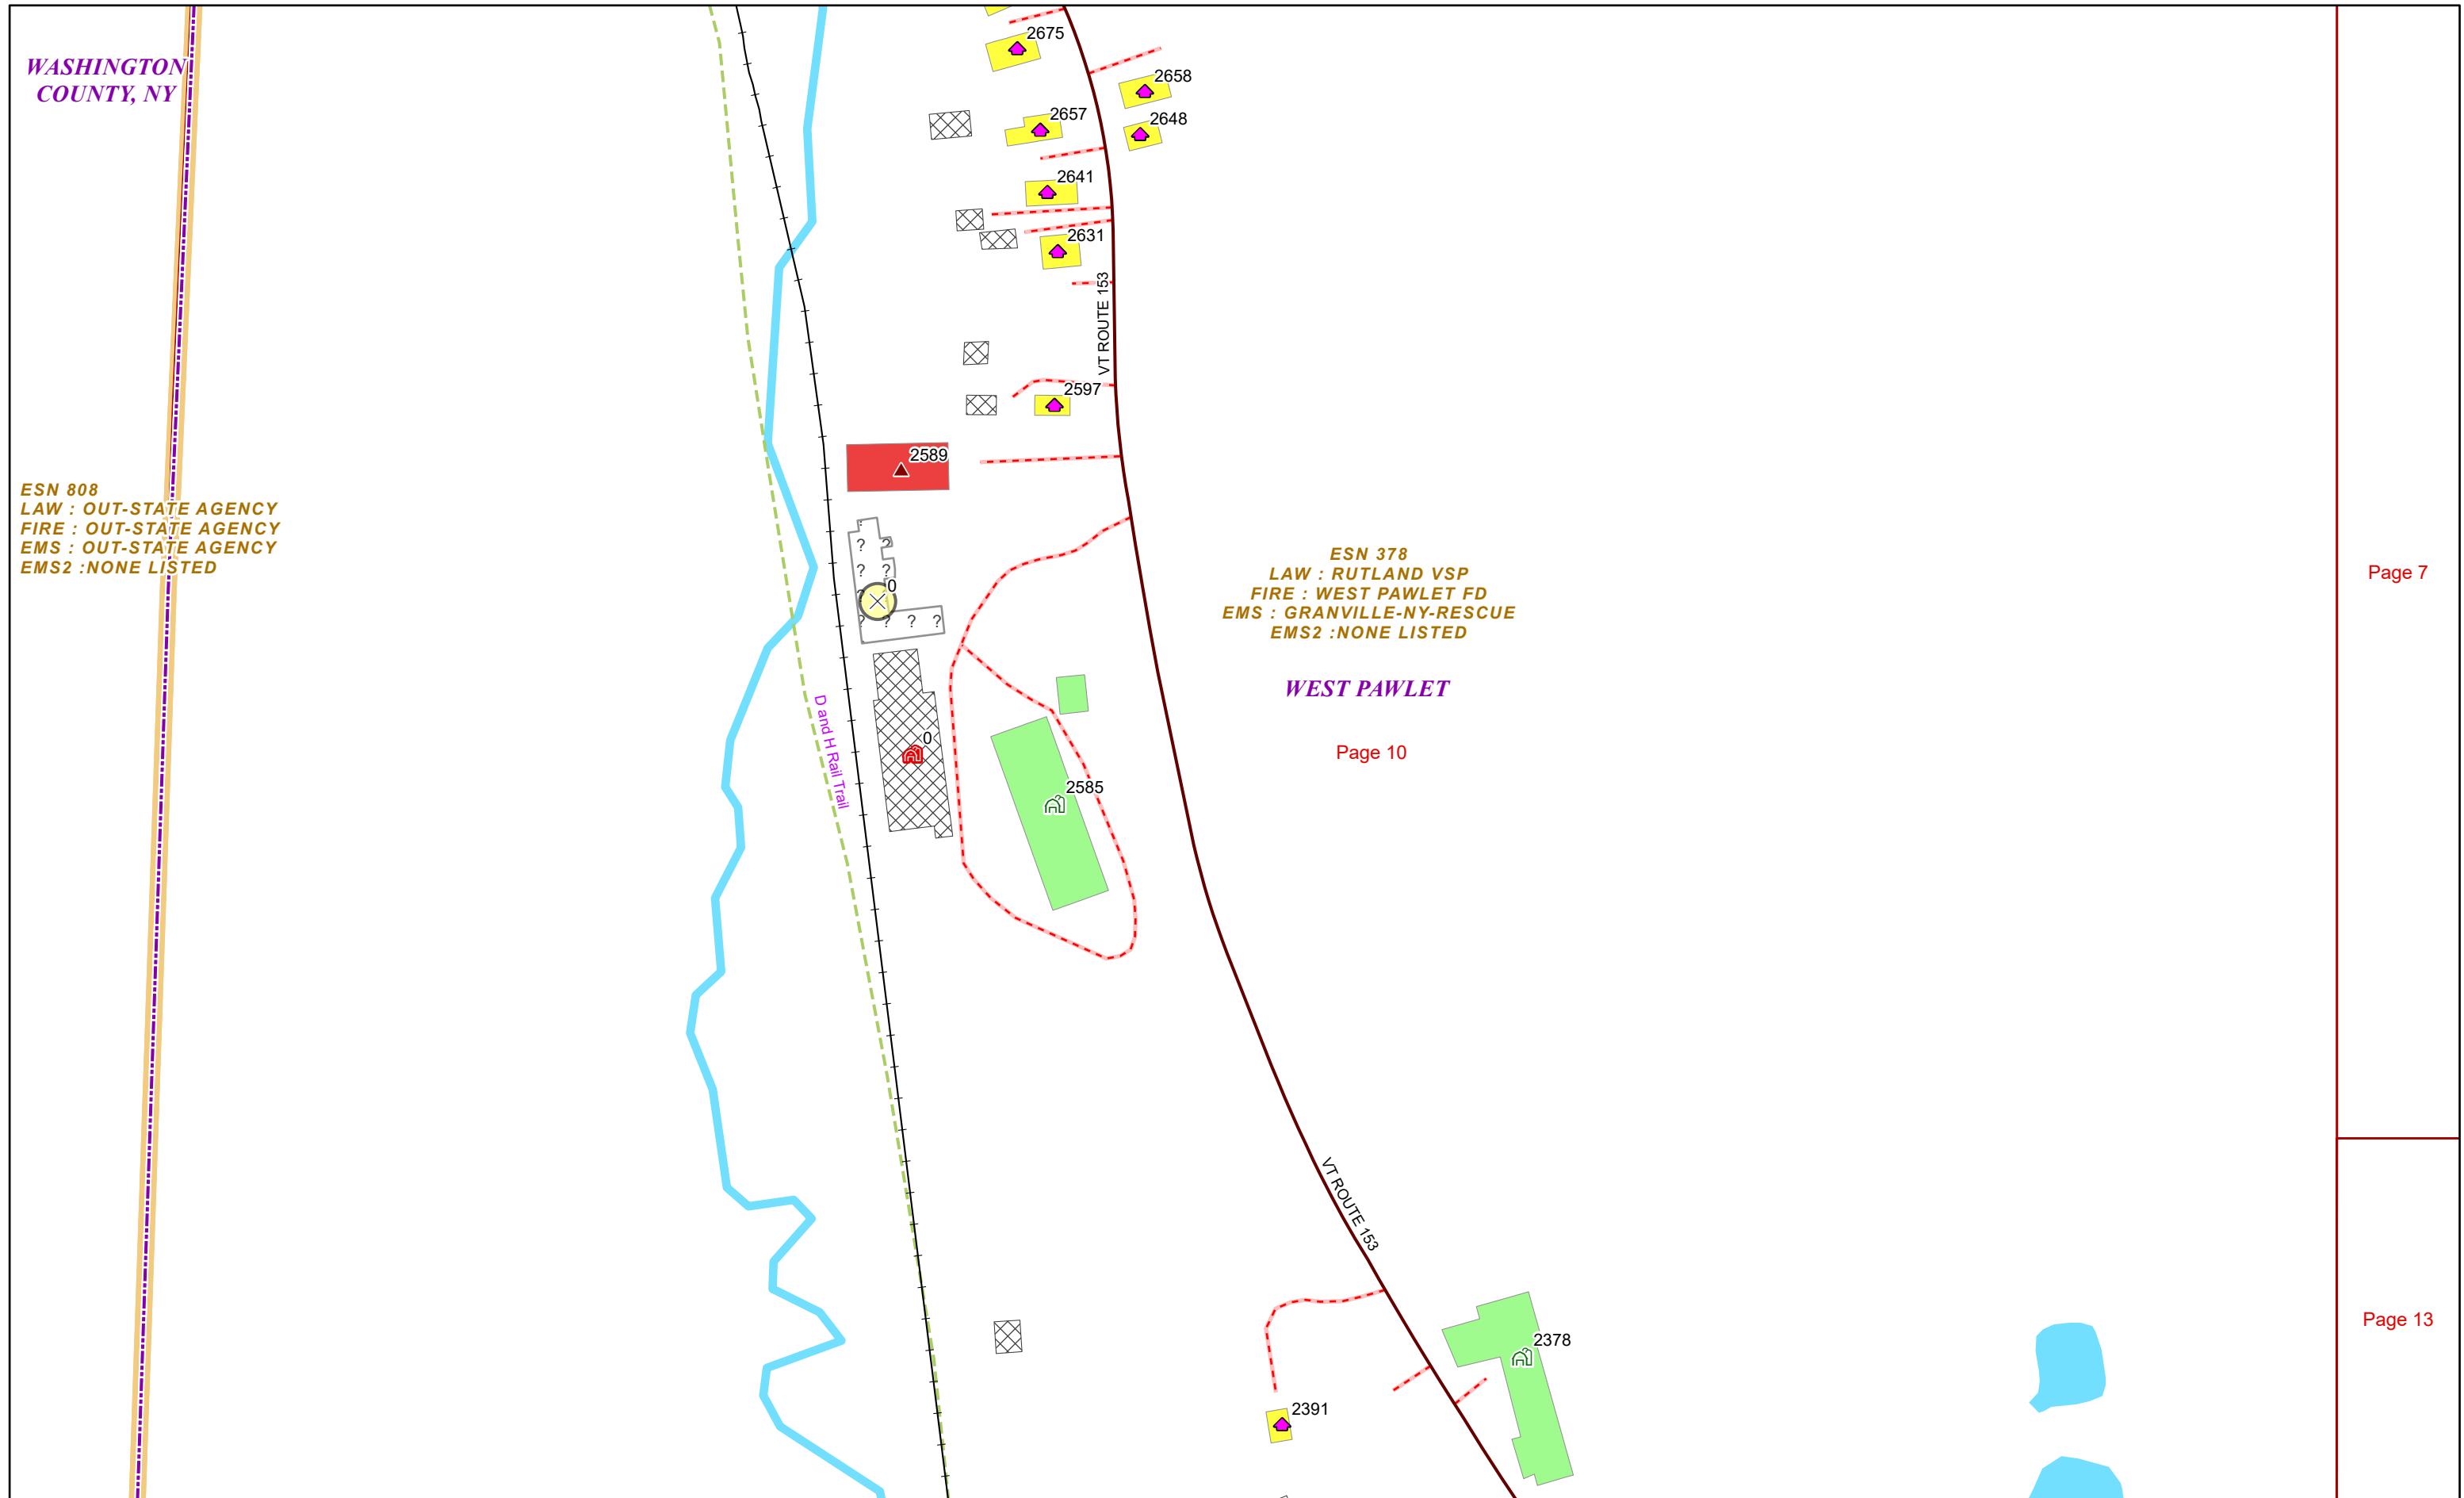 WASHINGTON
COUNTY, NY
2675
2658
2657
2648
2641
2631
VT ROUTE 153
2597
2589
ESN 808
LAW : OUT-STATE AGENCY
FIRE : OUT-STATE AGENCY
EMS : OUT-STATE AGENCY
EMS2 :NONE LISTED
?
? ?
? ?
0
?
? ? ? ?
ESN 378
LAW : RUTLAND VSP
FIRE : WEST PAWLET FD
EMS : GRANVILLE-NY-RESCUE
EMS2 :NONE LISTED
Page 7
WEST PAWLET
D and H Rail Trail
0
Page 10
2585
VT ROUTE 153
Page 13
2378
2391